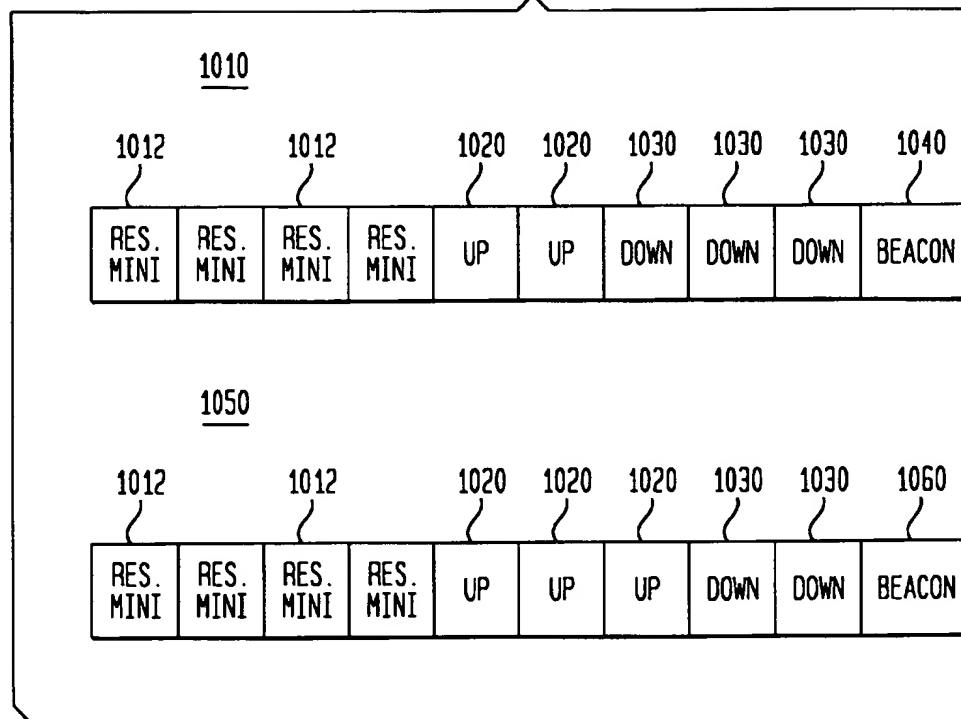 1010
1012 1012 1020 1020 1030 1030 1030 1040
RES. MINI RES. MINI RES. MINI RES. MINI UP UP DOWN DOWN DOWN BEACON
1050
1012 1012 1020 1020 1020 1030 1030 1060
RES. MINI RES. MINI RES. MINI RES. MINI UP UP UP DOWN DOWN BEACON